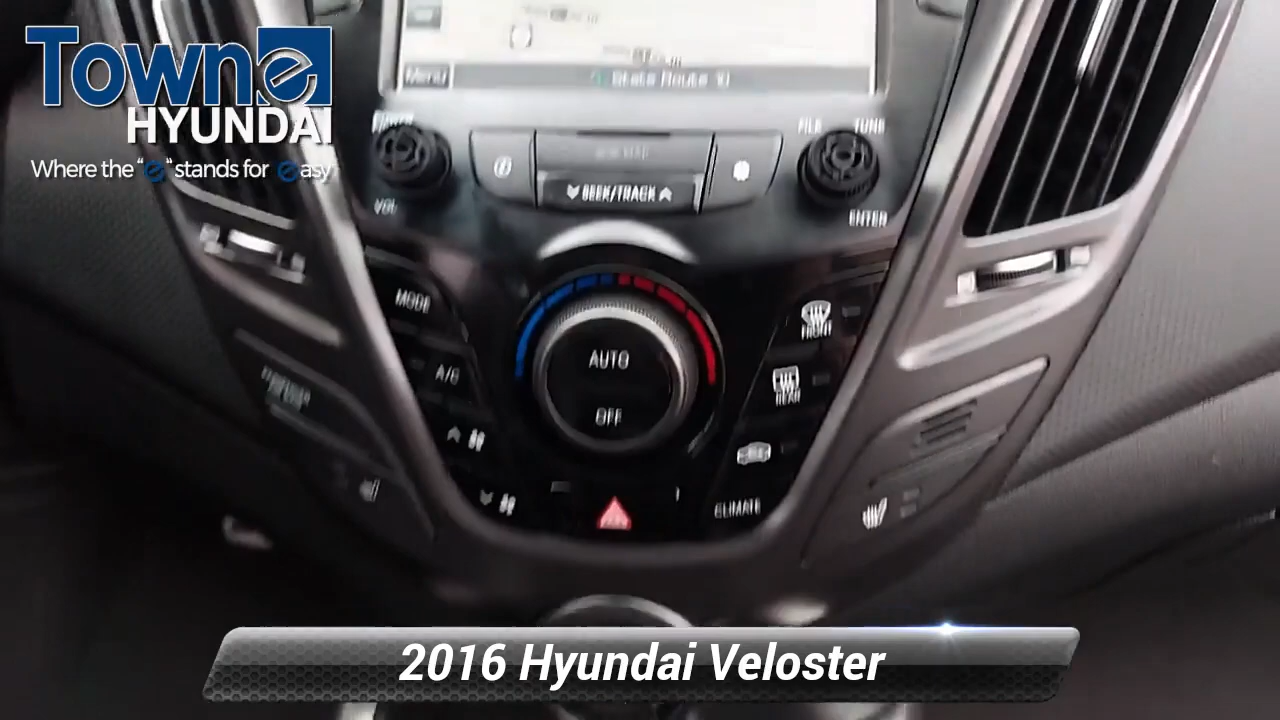 Towne
HYUNDAI
Where the "e" stands for easy
Menu
State Route 10
POWER
VOL
FILE TUNE
SEEK/TRACK
ENTER
MODE
FRONT
AUTO
A/C
REAR
OFF
CLIMATE
2016 Hyundai Veloster